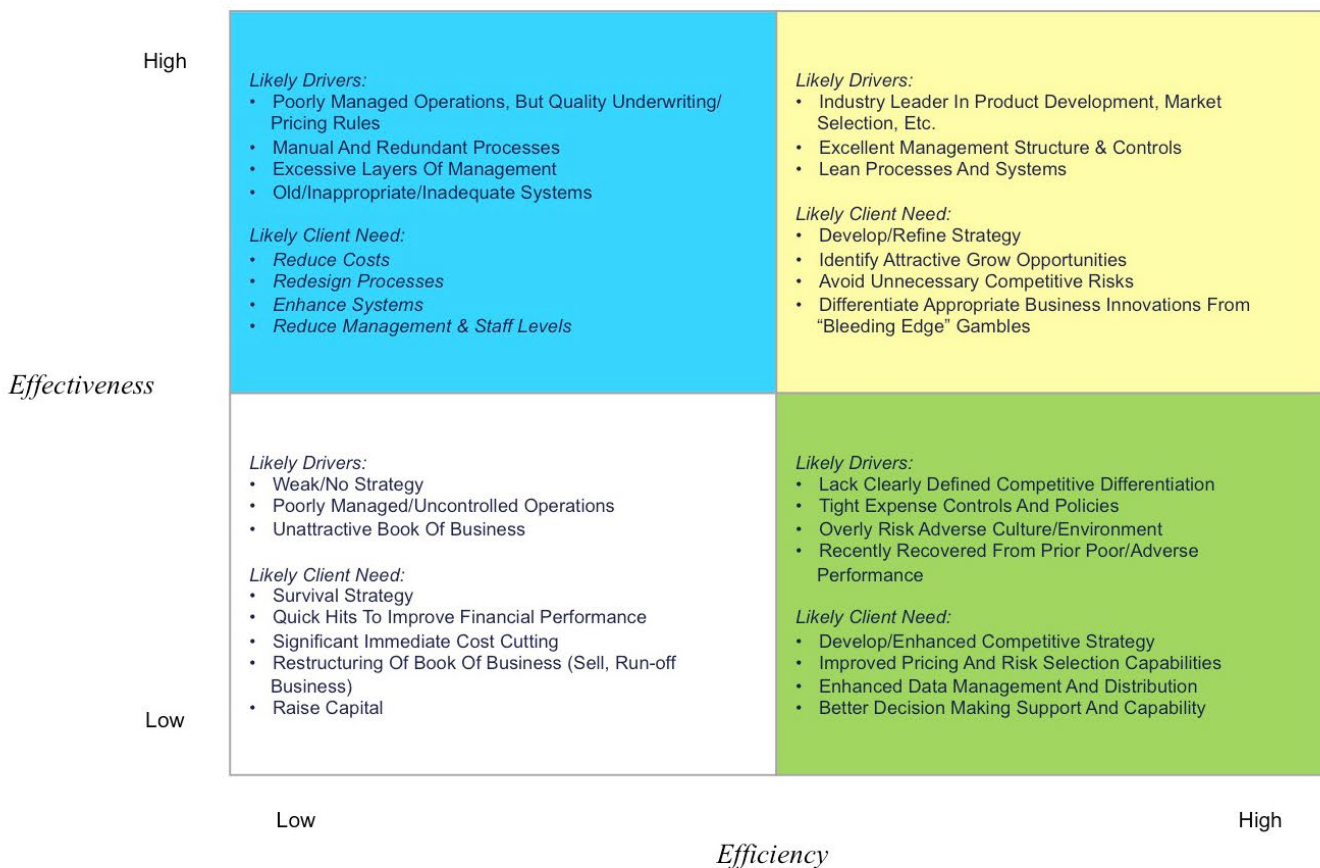 High
Likely Drivers:
• Poorly Managed Operations, But Quality Underwriting/
Pricing Rules
• Manual And Redundant Processes
• Excessive Layers Of Management
• Old/Inappropriate/Inadequate Systems
Likely Client Need:
• Reduce Costs
• Redesign Processes
• Enhance Systems
• Reduce Management & Staff Levels
Likely Drivers:
• Industry Leader In Product Development, Market
Selection, Etc.
• Excellent Management Structure & Controls
• Lean Processes And Systems
Likely Client Need:
• Develop/Refine Strategy
• Identify Attractive Grow Opportunities
• Avoid Unnecessary Competitive Risks
• Differentiate Appropriate Business Innovations From
“Bleeding Edge” Gambles
Effectiveness
Likely Drivers:
• Weak/No Strategy
• Poorly Managed/Uncontrolled Operations
• Unattractive Book Of Business
Likely Client Need:
• Survival Strategy
• Quick Hits To Improve Financial Performance
• Significant Immediate Cost Cutting
• Restructuring Of Book Of Business (Sell, Run-off
Business)
• Raise Capital
Likely Drivers:
• Lack Clearly Defined Competitive Differentiation
• Tight Expense Controls And Policies
• Overly Risk Adverse Culture/Environment
• Recently Recovered From Prior Poor/Adverse
Performance
Likely Client Need:
• Develop/Enhanced Competitive Strategy
• Improved Pricing And Risk Selection Capabilities
• Enhanced Data Management And Distribution
• Better Decision Making Support And Capability
Low
Low
High
Efficiency